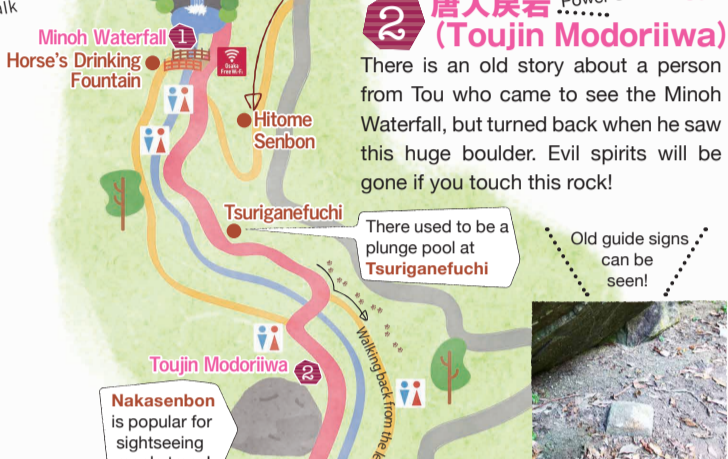 Minoh Waterfall 1
Horse's Drinking
Fountain
Osaka
Free Wi-Fi
Hitome
Senbon
2
唐人戻岩
(Toujin Modoriiwa)
There is an old story about a person
from Tou who came to see the Minoh
Waterfall, but turned back when he saw
this huge boulder. Evil spirits will be
gone if you touch this rock!
Tsuriganefuchi
There used to be a
plunge pool at
Tsuriganefuchi
Old guide signs
can be
seen!
Walking back from the
Toujin Modoriiwa 2
Nakasenbon
is popular for
sightseeing